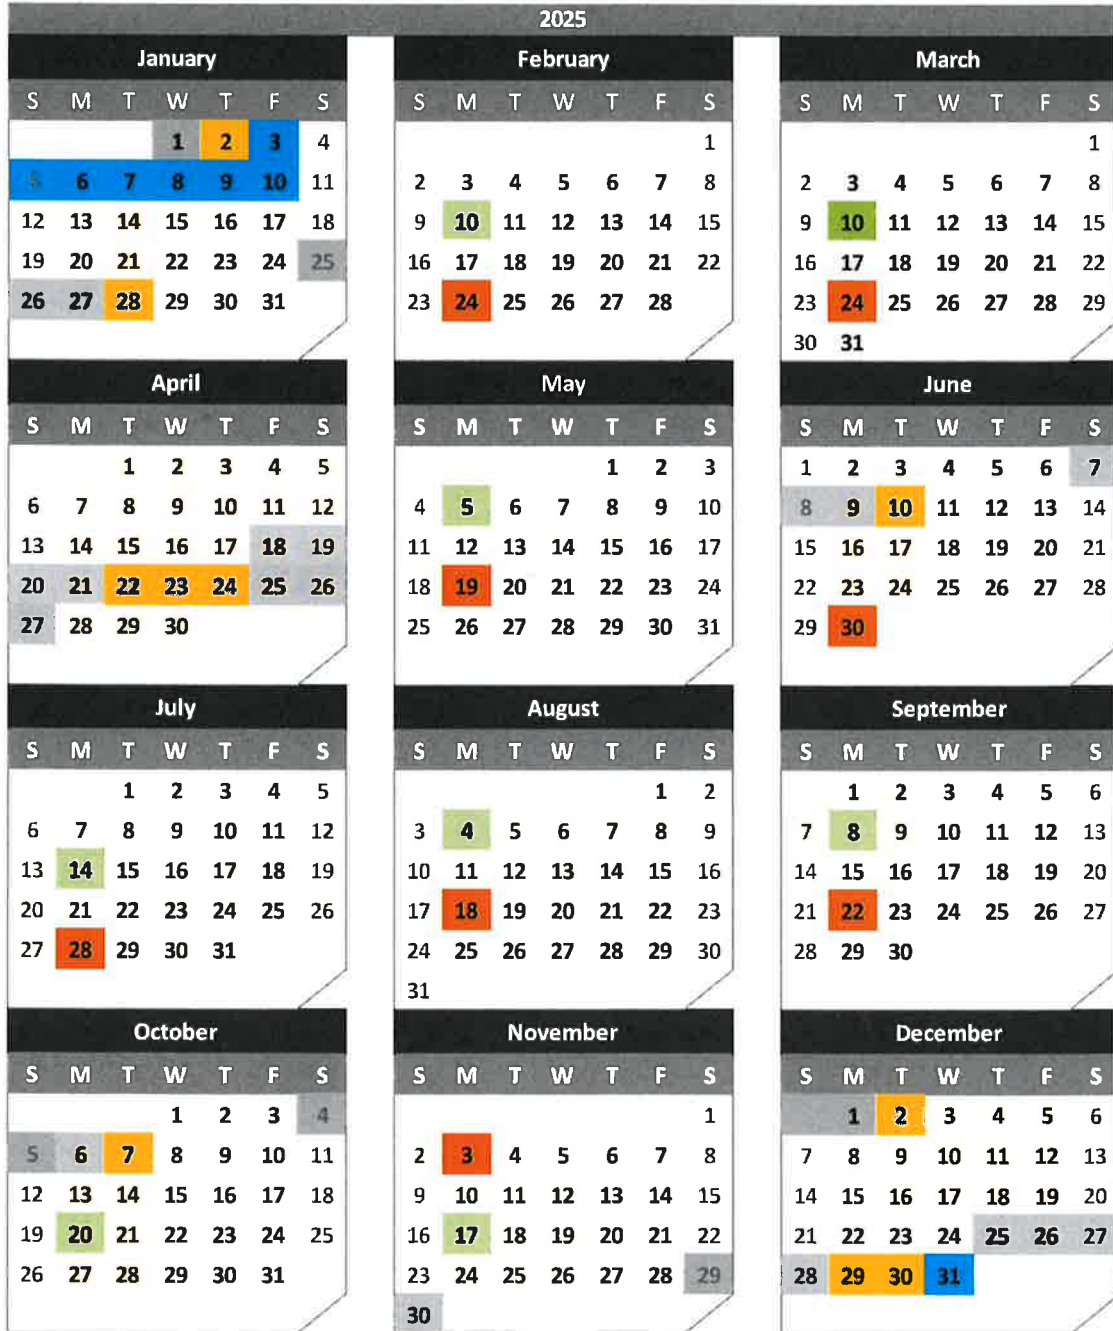 2025
January February March
S M T W T F S S M T W T F S S M T W T F S
1 2 3 4 1 1
5 6 7 8 9 10 11 2 3 4 5 6 7 8 2 3 4 5 6 7 8
12 13 14 15 16 17 18 9 10 11 12 13 14 15 9 10 11 12 13 14 15
19 20 21 22 23 24 25 16 17 18 19 20 21 22 16 17 18 19 20 21 22
26 27 28 29 30 31 23 24 25 26 27 28 23 24 25 26 27 28 29
30 31
April May June
S M T W T F S S M T W T F S S M T W T F S
1 2 3 4 5 1 2 3 1 2 3 4 5 6 7
6 7 8 9 10 11 12 4 5 6 7 8 9 10 8 9 10 11 12 13 14
13 14 15 16 17 18 19 11 12 13 14 15 16 17 15 16 17 18 19 20 21
20 21 22 23 24 25 26 18 19 20 21 22 23 24 22 23 24 25 26 27 28
27 28 29 30 25 26 27 28 29 30 31 29 30
July August September
S M T W T F S S M T W T F S S M T W T F S
1 2 3 4 5 1 2 1 2 3 4 5 6
6 7 8 9 10 11 12 3 4 5 6 7 8 9 7 8 9 10 11 12 13
13 14 15 16 17 18 19 10 11 12 13 14 15 16 14 15 16 17 18 19 20
20 21 22 23 24 25 26 17 18 19 20 21 22 23 21 22 23 24 25 26 27
27 28 29 30 31 24 25 26 27 28 29 30 28 29 30
31
October November December
S M T W T F S S M T W T F S S M T W T F S
1 2 3 4 1 1 2 3 4 5 6
5 6 7 8 9 10 11 2 3 4 5 6 7 8 7 8 9 10 11 12 13
12 13 14 15 16 17 18 9 10 11 12 13 14 15 14 15 16 17 18 19 20
19 20 21 22 23 24 25 16 17 18 19 20 21 22 21 22 23 24 25 26 27
26 27 28 29 30 31 23 24 25 26 27 28 29 28 29 30 31
30